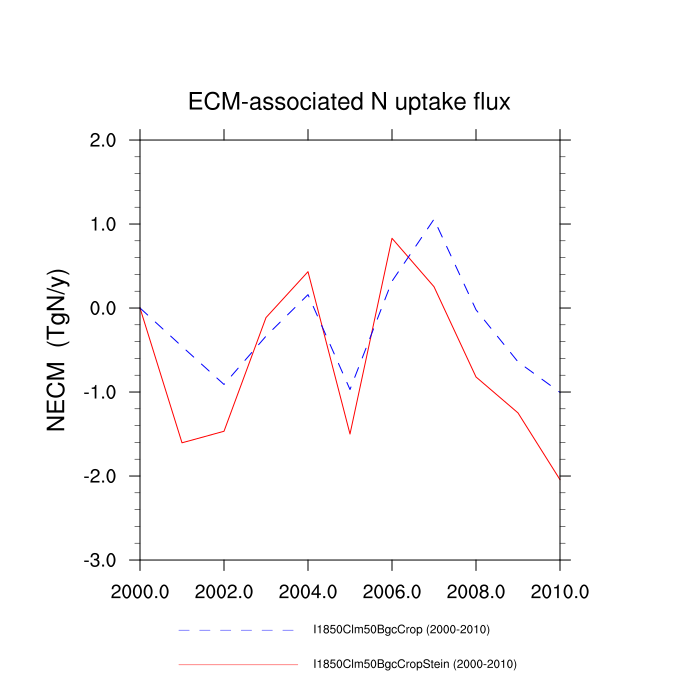 ECM-associated N uptake flux
2.0
1.0
0.0
-1.0
-2.0
-3.0
NECM (TgN/y)
2000.0 2002.0 2004.0 2006.0 2008.0 2010.0
I1850Clm50BgcCrop (2000-2010)
I1850Clm50BgcCropStein (2000-2010)